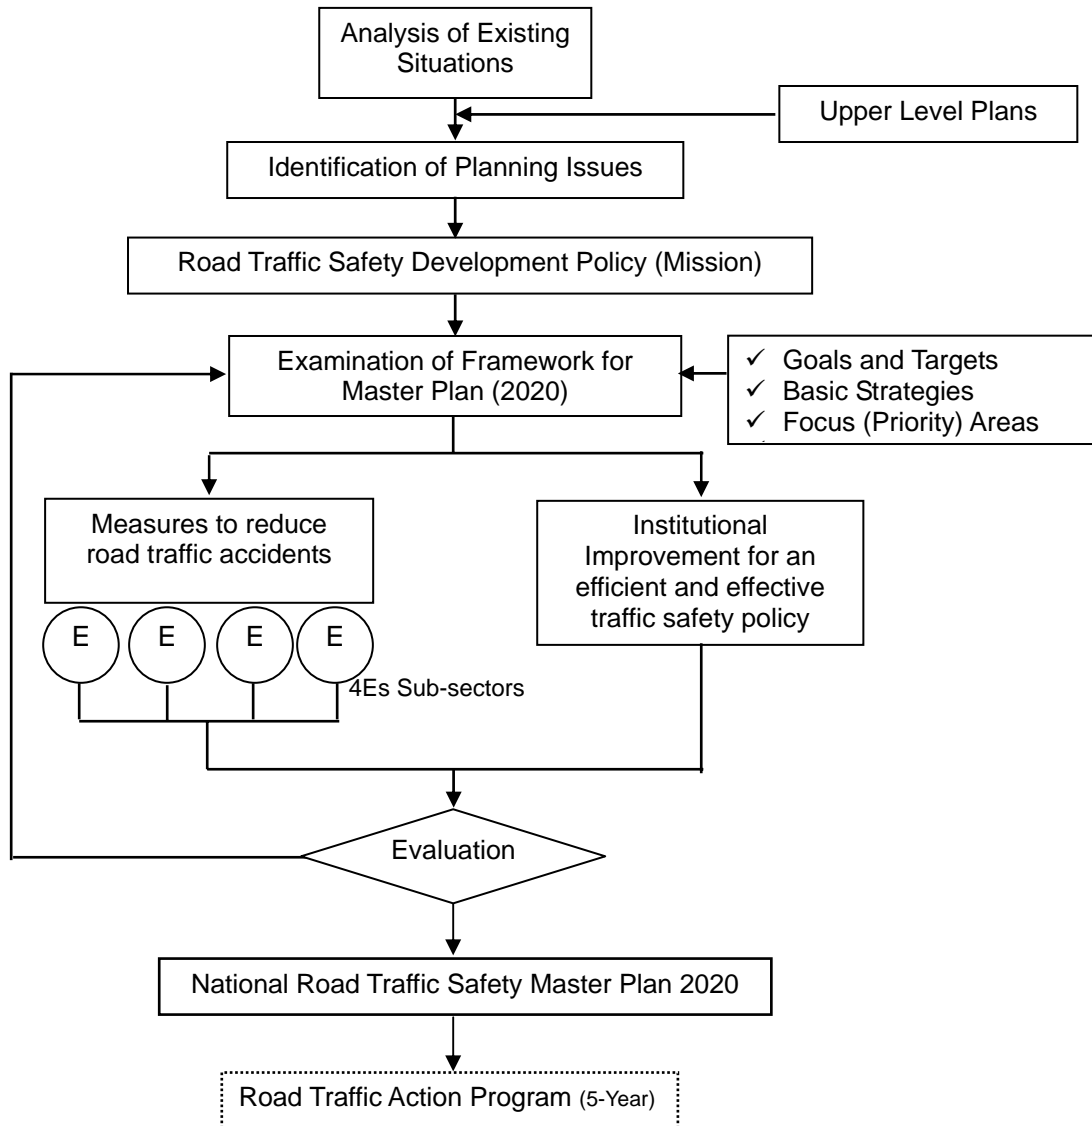 Analysis of Existing
Situations
Upper Level Plans
Identification of Planning Issues
Road Traffic Safety Development Policy (Mission)
Examination of Framework for
Master Plan (2020)
✓ Goals and Targets
✓ Basic Strategies
✓ Focus (Priority) Areas
Measures to reduce
road traffic accidents
Institutional
Improvement for an
efficient and effective
traffic safety policy
E E E E
4Es Sub-sectors
Evaluation
National Road Traffic Safety Master Plan 2020
Road Traffic Action Program (5-Year)